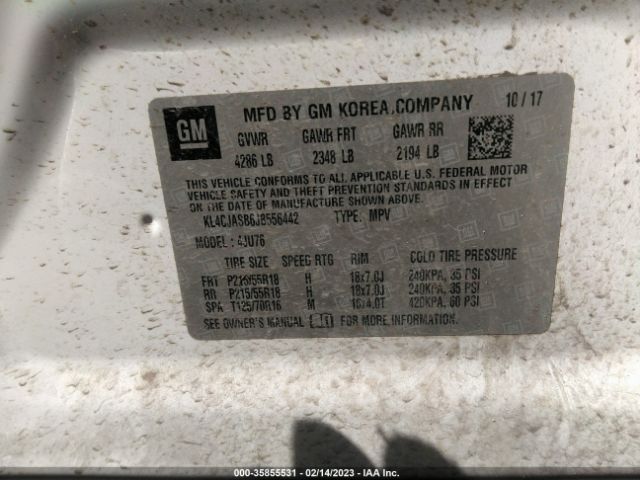 GM
MFD BY GM KOREA COMPANY 10/17
GVWR GAWR FRT GAWR RR
4286 LB 2348 LB 2194 LB
THIS VEHICLE CONFORMS TO ALL APPLICABLE U.S. FEDERAL MOTOR
VEHICLE SAFETY AND THEFT PREVENTION STANDARDS IN EFFECT
ON THE DATE OF MANUFACTURE SHOWN ABOVE.
KL4CJASB6JB556442 TYPE: MPV
MODEL: 4JU76
TIRE SIZE SPEED RTG RIM COLD TIRE PRESSURE
FRT P215/55R18 H 18x7.0J 240KPA, 35 PSI
RR P215/55R18 H 18x7.0J 240KPA, 35 PSI
SPA T125/70R16 M 16x4.0T 420KPA, 60 PSI
SEE OWNER'S MANUAL FOR MORE INFORMATION.
000-35855531 - 02/14/2023 - IAA Inc.